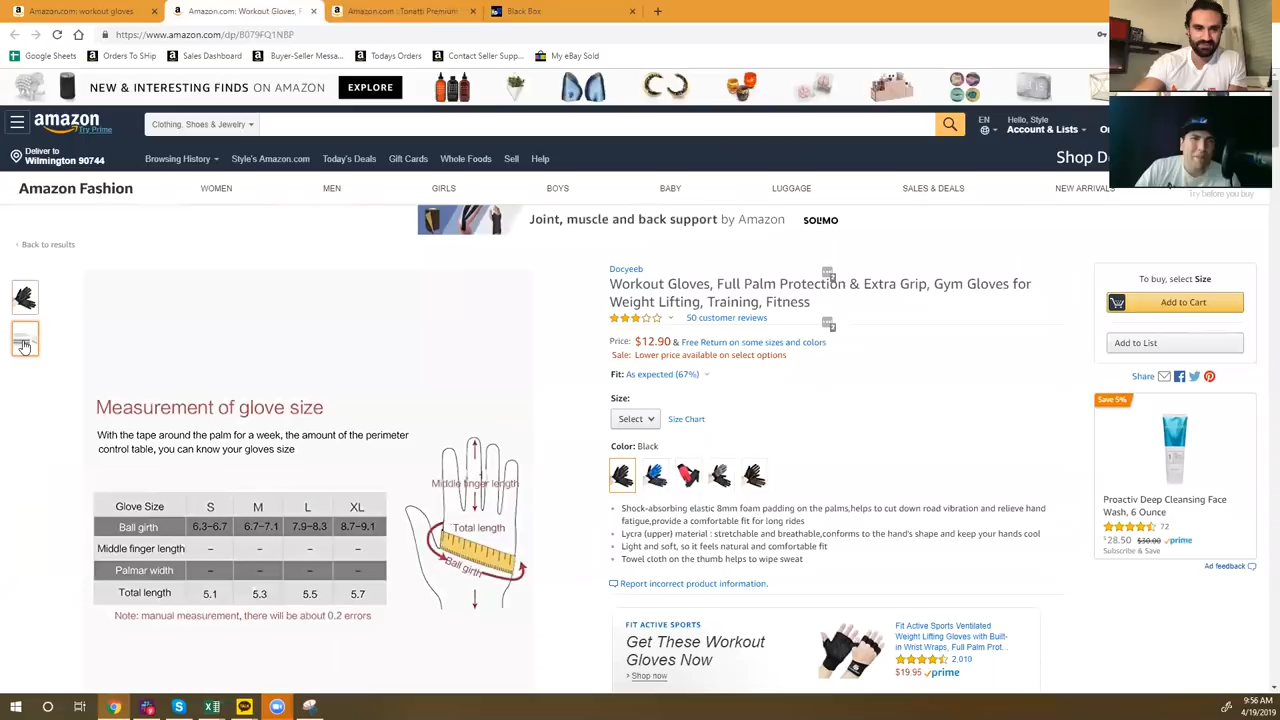 Amazon.com: workout gloves
Amazon.com: Workout Gloves, F
Amazon.com : Tonatti Premium
Black Box
https://www.amazon.com/dp/B079FQ1NBP
Google Sheets
Orders To SHip
Sales Dashboard
Buyer-Seller Messa...
Todays Orders
Contact Seller Supp...
My eBay Sold
NEW & INTERESTING FINDS ON AMAZON
EXPLORE
amazon
Try Prime
Clothing, Shoes & Jewelry
EN
Hello, Style
Account & Lists
Deliver to
Wilmington 90744
Browsing History
Style's Amazon.com
Today's Deals
Gift Cards
Whole Foods
Sell
Help
Amazon Fashion
WOMEN
MEN
GIRLS
BOYS
BABY
LUGGAGE
SALES & DEALS
NEW ARRIVALS
Try before you buy
Joint, muscle and back support by Amazon
SOLIMO
‹ Back to results
Docyeeb
Workout Gloves, Full Palm Protection & Extra Grip, Gym Gloves for
Weight Lifting, Training, Fitness
50 customer reviews
Price: $12.90 & Free Return on some sizes and colors
Sale: Lower price available on select options
Fit: As expected (67%)
Size:
Select
Size Chart
Color: Black
• Shock-absorbing elastic 8mm foam padding on the palms,helps to cut down road vibration and relieve hand
fatigue,provide a comfortable fit for long rides
• Lycra (upper) material : stretchable and breathable,conforms to the hand's shape and keep your hands cool
• Light and soft, so it feels natural and comfortable fit
• Towel cloth on the thumb helps to wipe sweat
Report incorrect product information.
FIT ACTIVE SPORTS
Get These Workout
Gloves Now
› Shop now
Fit Active Sports Ventilated
Weight Lifting Gloves with Built-
in Wrist Wraps, Full Palm Prot...
2,010
$19.95 prime
Measurement of glove size
With the tape around the palm for a week, the amount of the perimeter
control table, you can know your gloves size
Glove Size S M L XL
Ball girth 6.3-6.7 6.7-7.1 7.9-8.3 8.7-9.1
Middle finger length - - - -
Palmar width - - - -
Total length 5.1 5.3 5.5 5.7
Note: manual measurement, there will be about 0.2 errors
Middle finger length
Total length
Ball girth
To buy, select Size
Add to Cart
Add to List
Share
Save 5%
Proactiv Deep Cleansing Face
Wash, 6 Ounce
72
$28.50 $30.00 prime
Subscribe & Save
Ad feedback
9:56 AM
4/19/2019